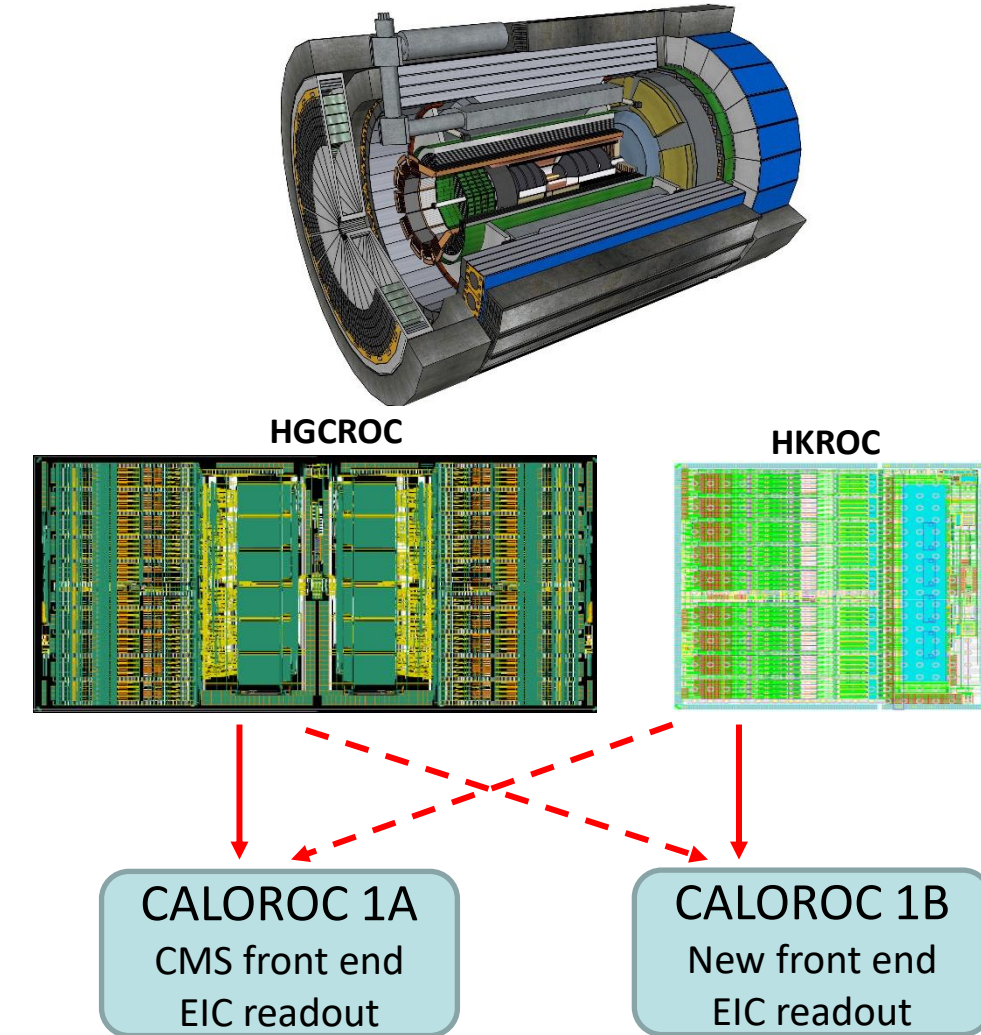 HGCROC
HKROC
CALOROC 1A
CMS front end
EIC readout
CALOROC 1B
New front end
EIC readout